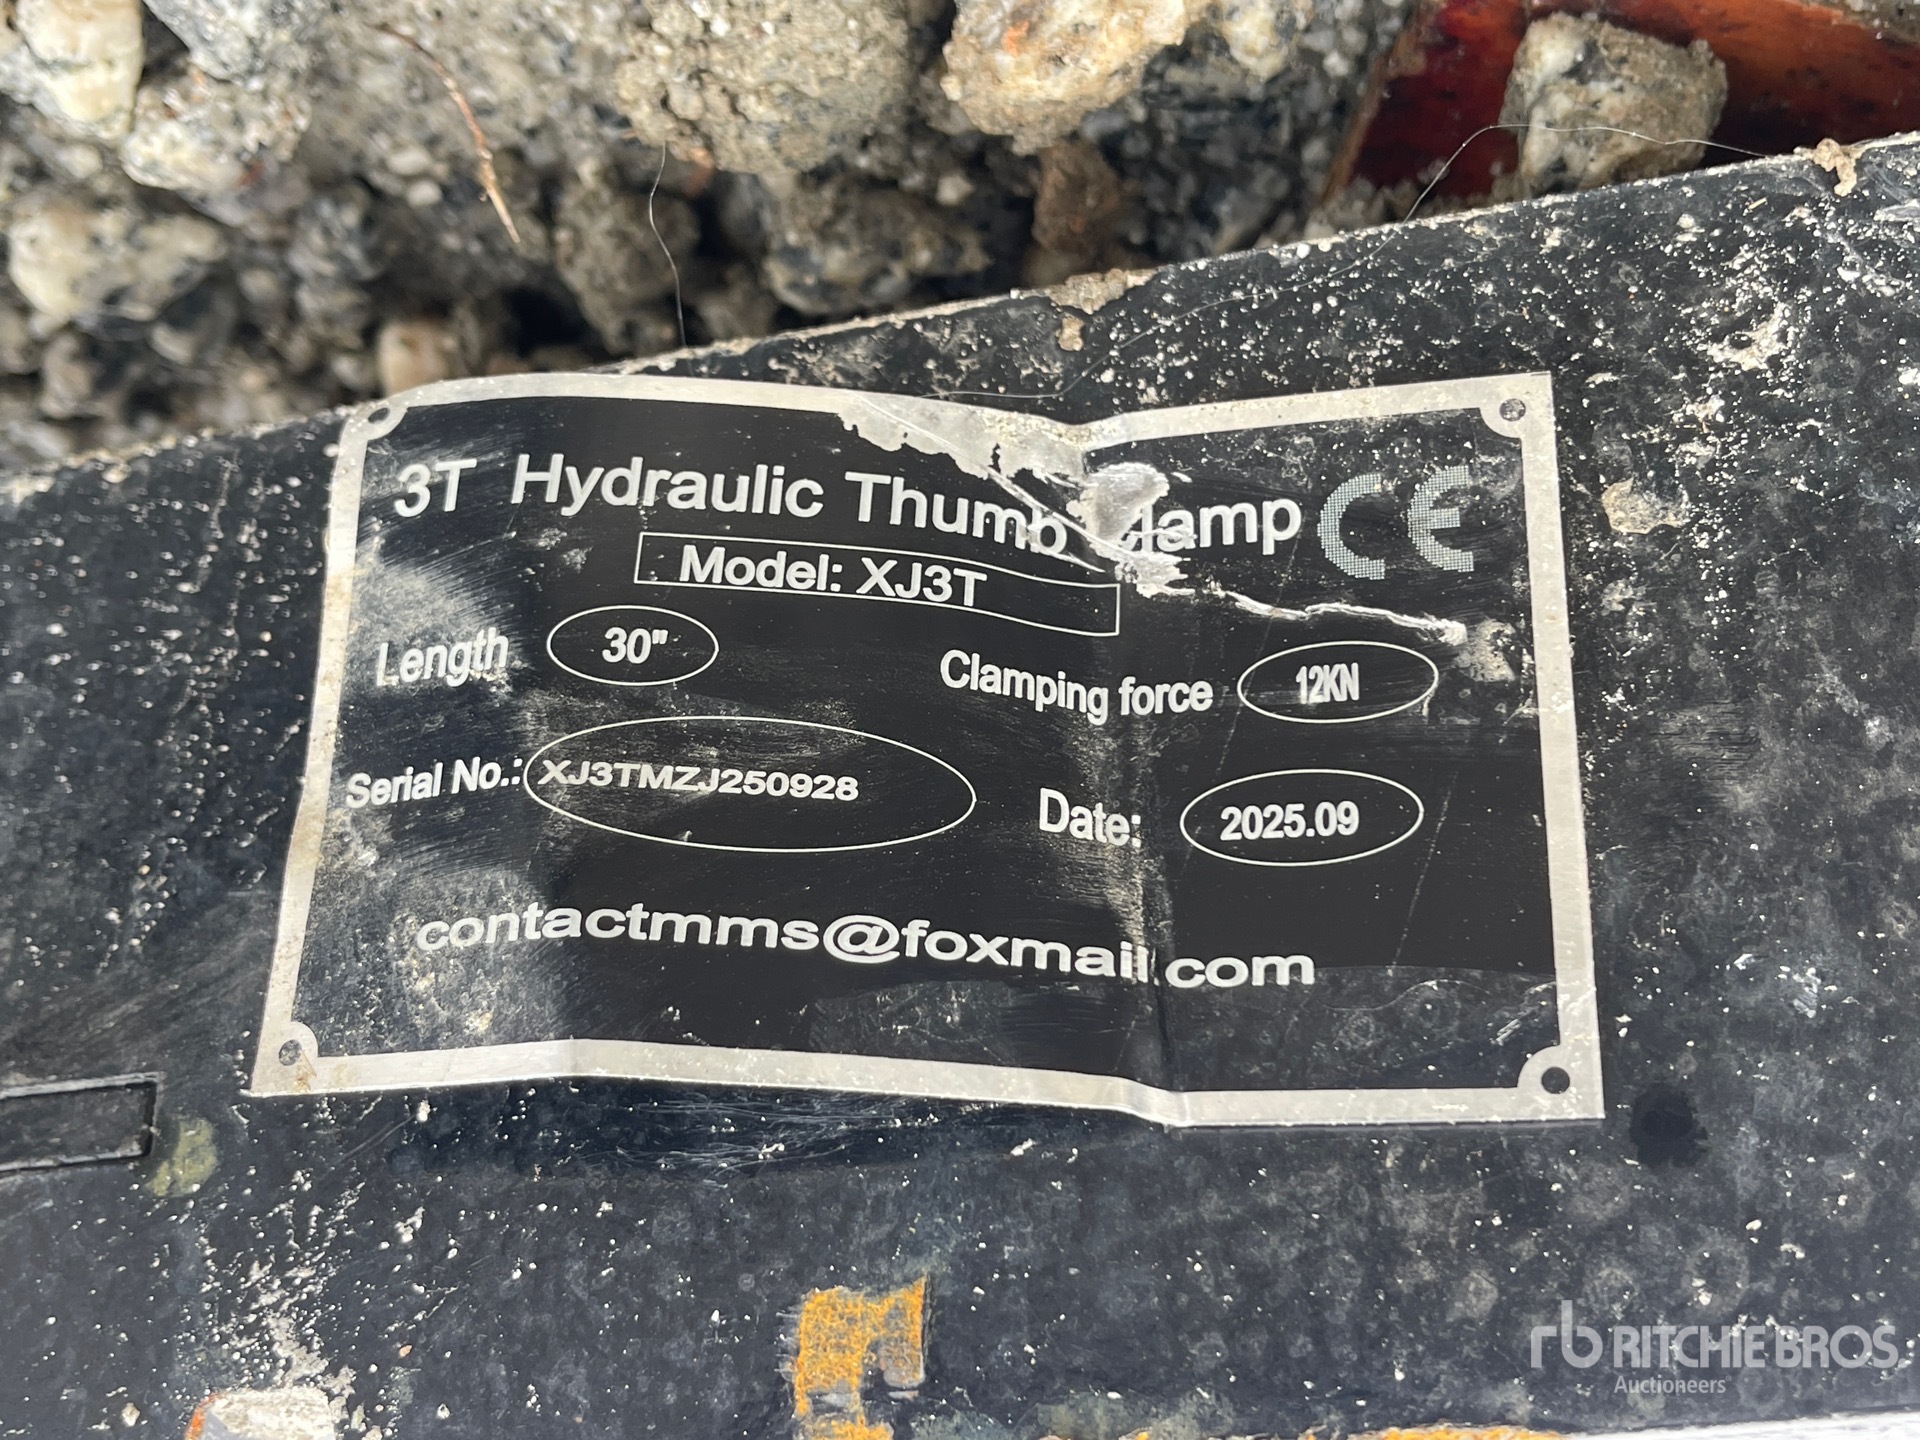 3T Hydraulic Thumb Clamp CE
Model: XJ3T
Length 30" Clamping force 12KN
Serial No.: XJ3TMZJ250928 Date: 2025.09
contactmms@foxmail.com
rb RITCHIE BROS.
Auctioneers